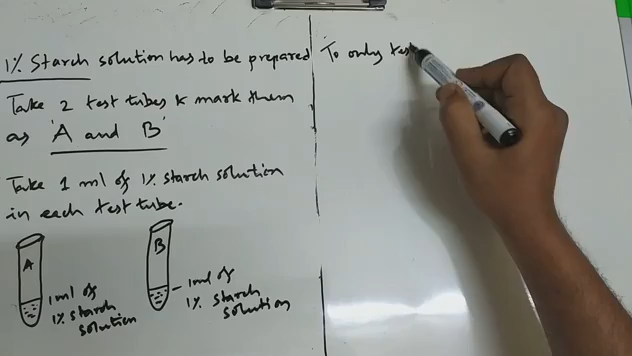 1% Starch solution has to be prepared
Take 2 test tubes & mark them
as 'A and B'
Take 1 ml of 1% starch solution
in each test tube.
A
1ml of
1% starch
solution
B
1ml of
1% starch
solution
To only tes